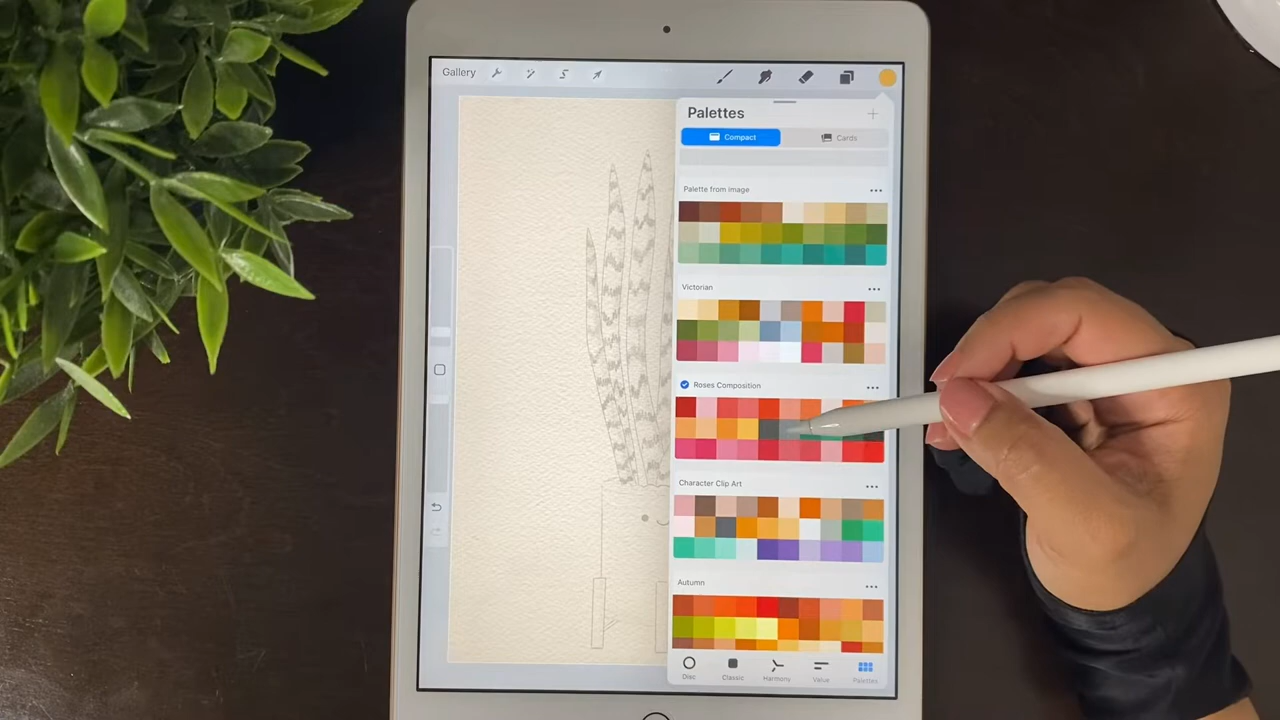 Gallery
Palettes
Compact
Cards
Palette from Image
Victorian
Roses Composition
Character Clip Art
Autumn
Disc
Classic
Harmony
Value
Palettes